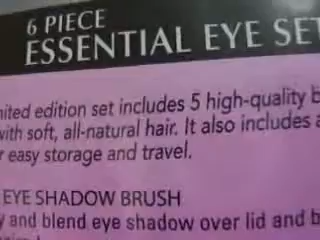 6 PIECE
ESSENTIAL EYE SET
ited edition set includes 5 high-quality b
with soft, all-natural hair. It also includes a
r easy storage and travel.
EYE SHADOW BRUSH
y and blend eye shadow over lid and b